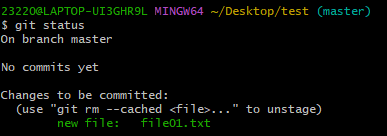 23220@LAPTOP-UI3GHR9L MINGW64 ~/Desktop/test (master)
$ git status
On branch master

No commits yet

Changes to be committed:
  (use "git rm --cached <file>..." to unstage)
        new file:   file01.txt